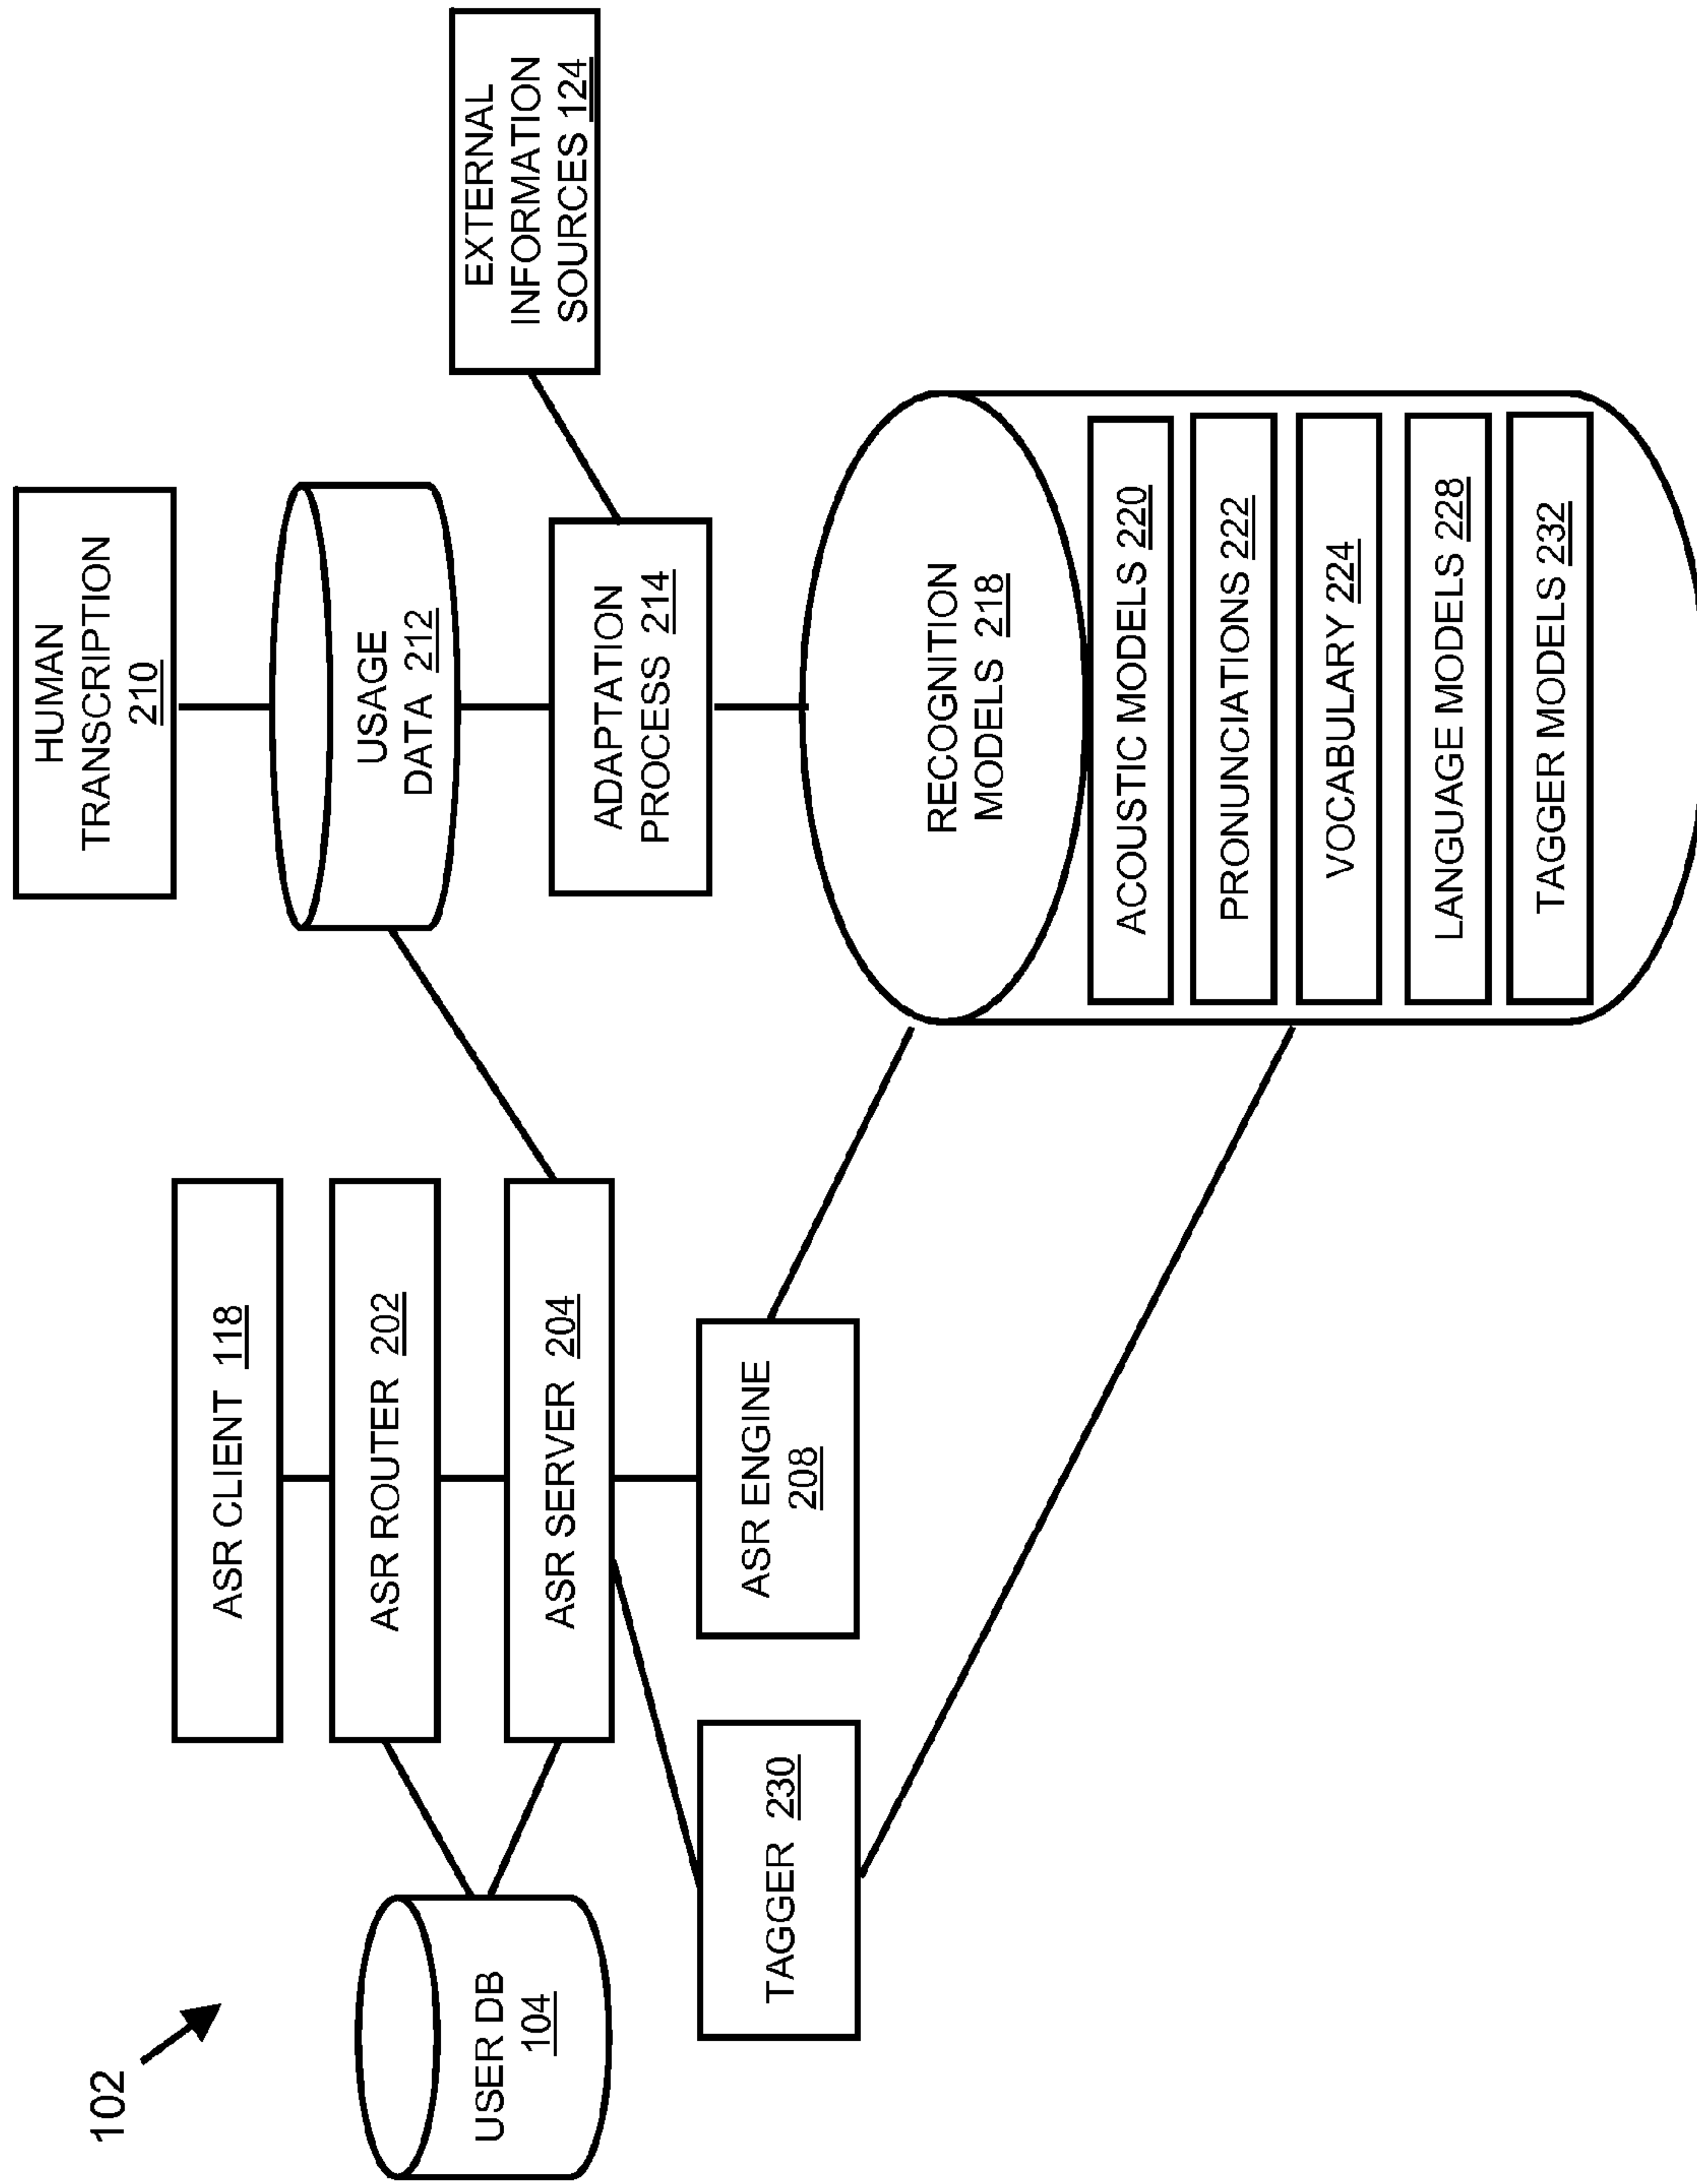 102
USER DB
104
ASR CLIENT 118
ASR ROUTER 202
ASR SERVER 204
TAGGER 230
ASR ENGINE
208
HUMAN
TRANSCRIPTION
210
USAGE
DATA 212
ADAPTATION
PROCESS 214
EXTERNAL
INFORMATION
SOURCES 124
RECOGNITION
MODELS 218
ACOUSTIC MODELS 220
PRONUNCIATIONS 222
VOCABULARY 224
LANGUAGE MODELS 228
TAGGER MODELS 232